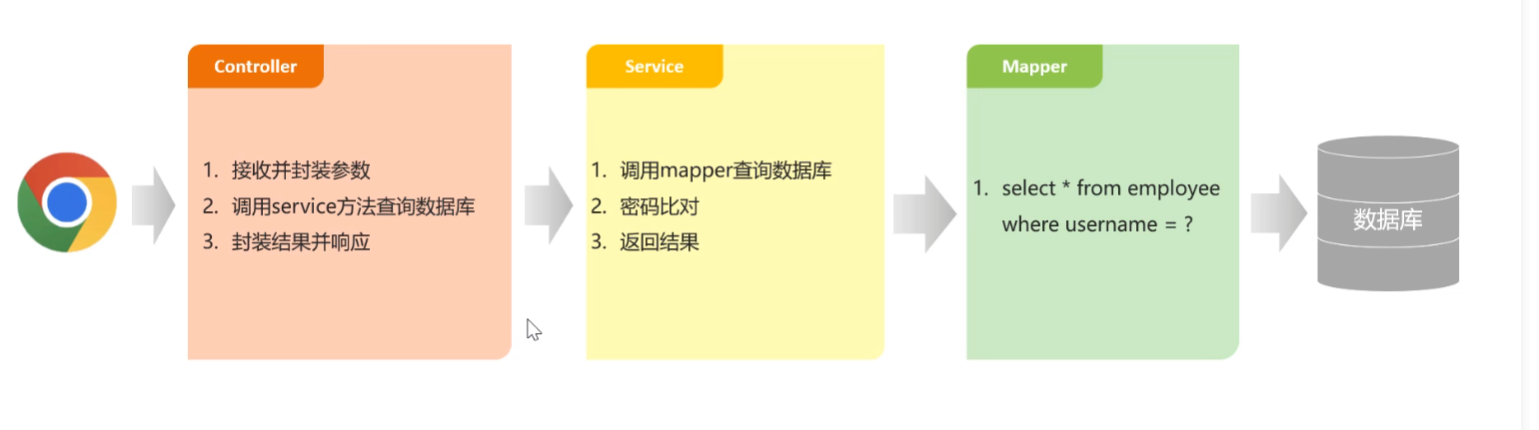 Controller
1. 接收并封装参数
2. 调用service方法查询数据库
3. 封装结果并响应
Service
1. 调用mapper查询数据库
2. 密码比对
3. 返回结果
Mapper
1. select * from employee
where username = ?
数据库